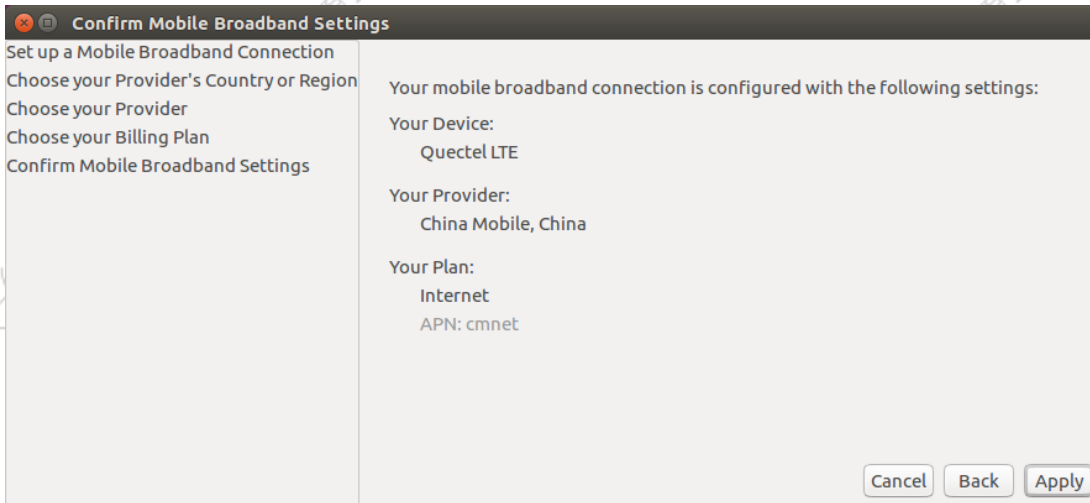 Confirm Mobile Broadband Settings
Set up a Mobile Broadband Connection
Choose your Provider's Country or Region
Choose your Provider
Choose your Billing Plan
Confirm Mobile Broadband Settings
Your mobile broadband connection is configured with the following settings:
Your Device:
Quectel LTE
Your Provider:
China Mobile, China
Your Plan:
Internet
APN: cmnet
Cancel Back Apply